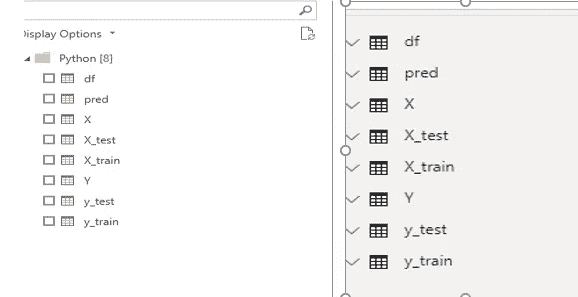 Display Options
Python [8]
df
pred
X
X_test
X_train
Y
y_test
y_train
df
pred
X
X_test
X_train
Y
y_test
y_train